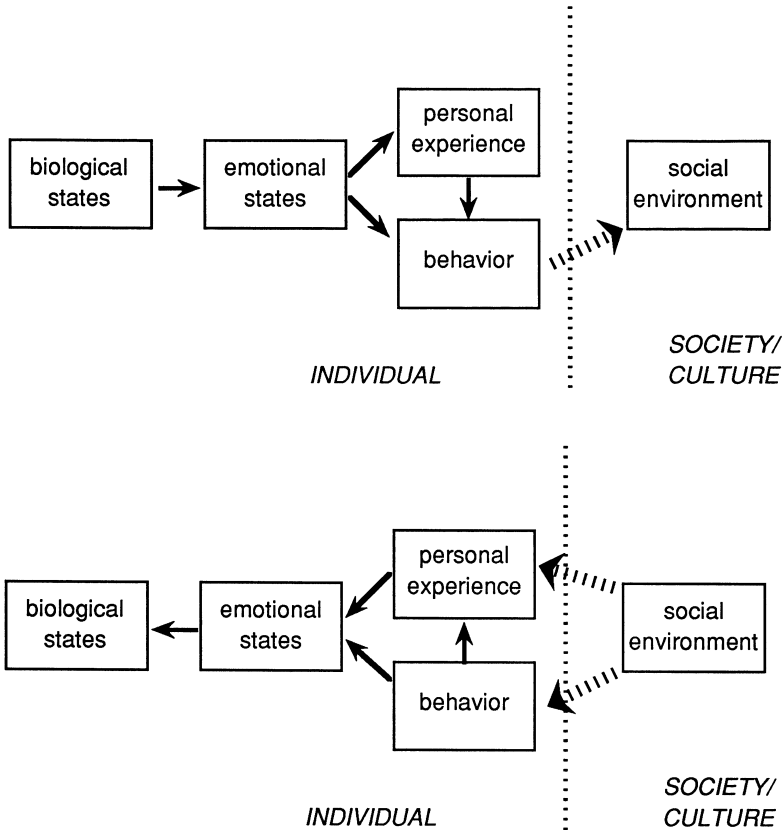 personal
experience
biological
states
emotional
states
social
environment
behavior
SOCIETY/
CULTURE
INDIVIDUAL
personal
experience
biological
states
emotional
states
social
environment
behavior
SOCIETY/
CULTURE
INDIVIDUAL